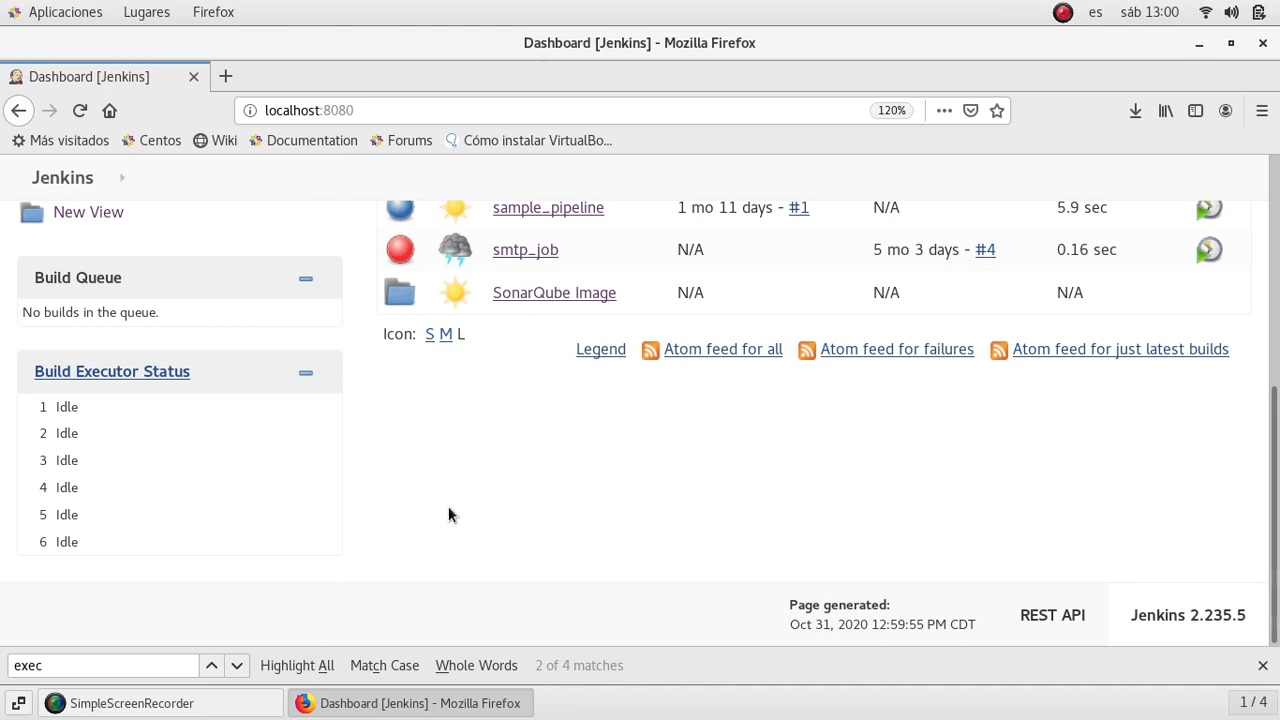 Aplicaciones Lugares Firefox es sáb 13:00
Dashboard [Jenkins] - Mozilla Firefox
Dashboard [Jenkins]
localhost:8080 120%
Más visitados Centos Wiki Documentation Forums Cómo instalar VirtualBo...
Jenkins
New View
sample_pipeline 1 mo 11 days - #1 N/A 5.9 sec
smtp_job N/A 5 mo 3 days - #4 0.16 sec
SonarQube Image N/A N/A N/A
Icon: S M L
Legend Atom feed for all Atom feed for failures Atom feed for just latest builds
Build Queue
No builds in the queue.
Build Executor Status
1 Idle
2 Idle
3 Idle
4 Idle
5 Idle
6 Idle
Page generated:
Oct 31, 2020 12:59:55 PM CDT
REST API
Jenkins 2.235.5
exec Highlight All Match Case Whole Words 2 of 4 matches
SimpleScreenRecorder Dashboard [Jenkins] - Mozilla Firefox 1 / 4